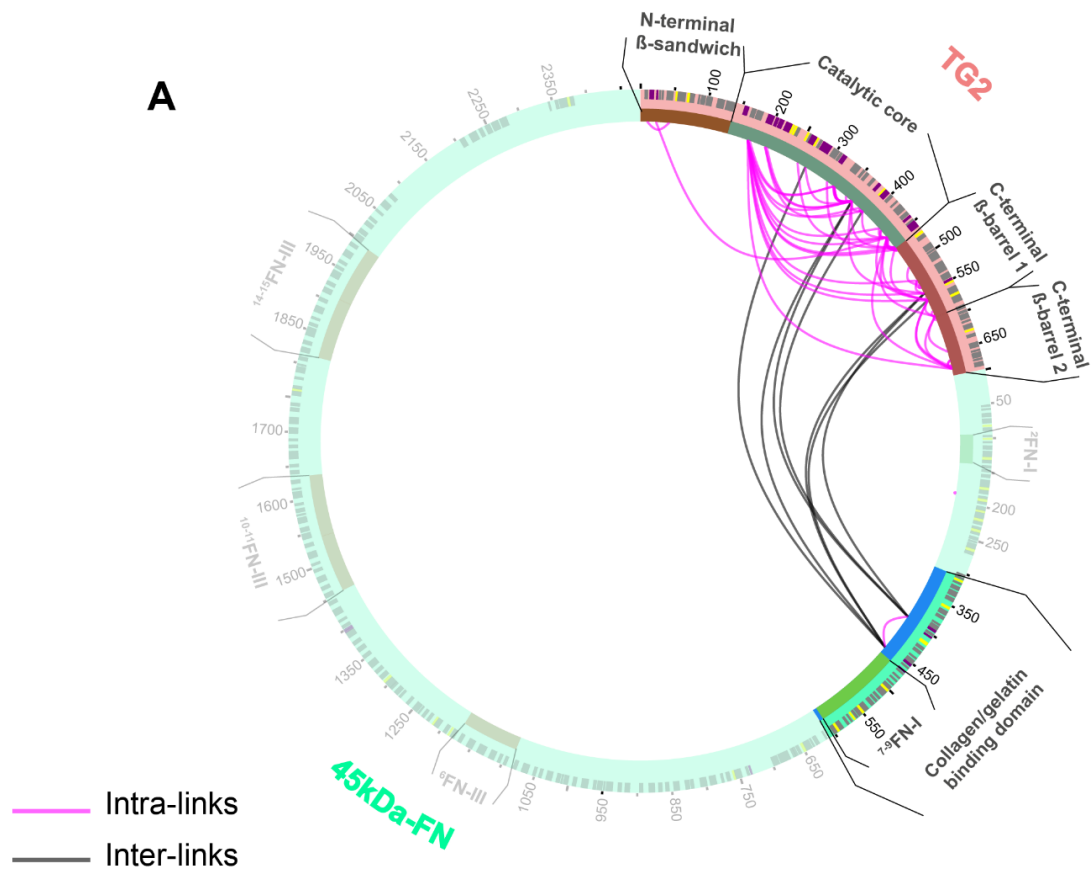 A
N-terminal
ß-sandwich
Catalytic core
TG2
C-terminal
ß-barrel 1
C-terminal
ß-barrel 2
100
200
300
400
500
550
650
50
²FN-I
200
250
350
450
Collagen/gelatin
binding domain
⁷⁻⁹FN-I
550
650
750
850
950
1050
⁶FN-III
45kDa-FN
1250
1350
1500
¹⁰⁻¹¹FN-III
1600
1700
1850
¹⁴⁻¹⁵FN-III
1950
2050
2150
2250
2350
Intra-links
Inter-links